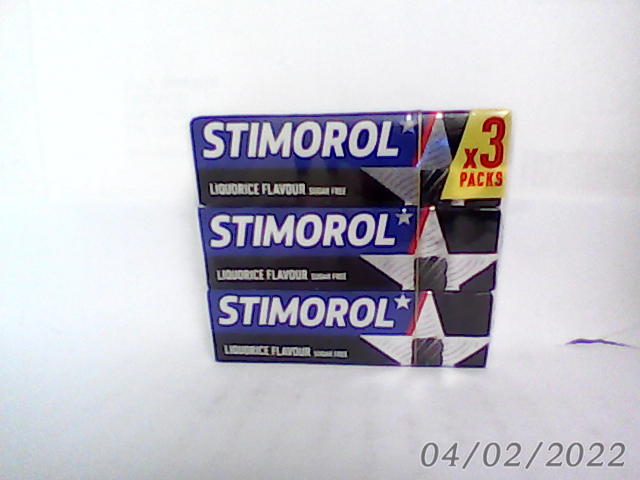 STIMOROL
x3
PACKS
LIQUORICE FLAVOUR SUGAR FREE
STIMOROL
LIQUORICE FLAVOUR SUGAR FREE
STIMOROL
LIQUORICE FLAVOUR SUGAR FREE
04/02/2022